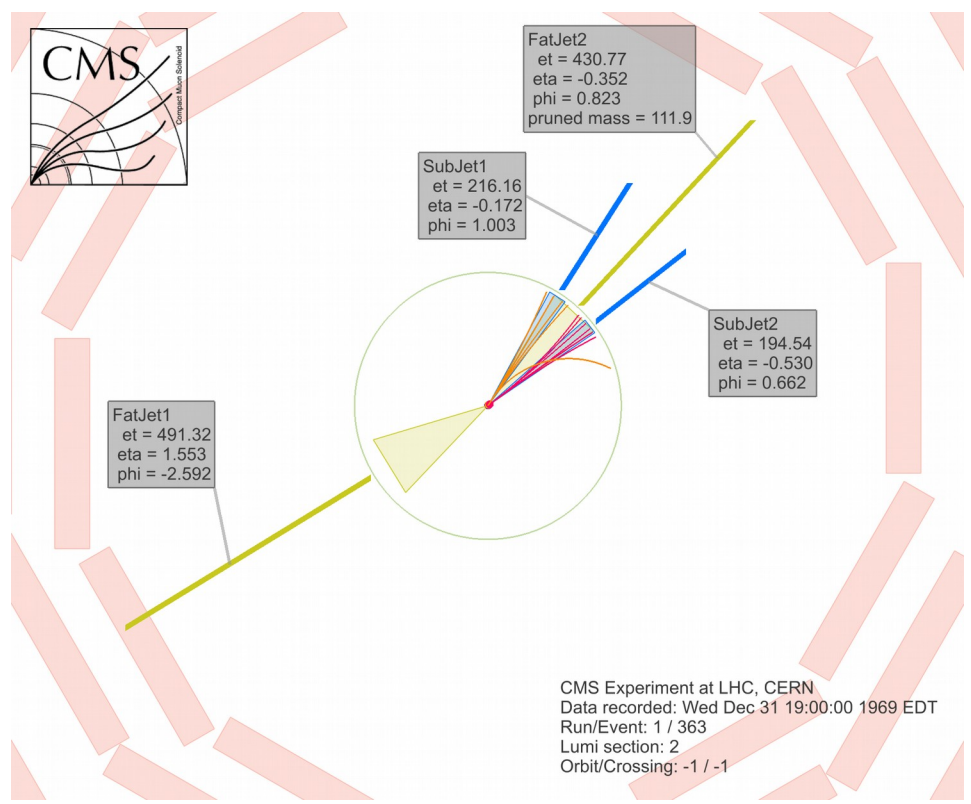 CMS
Compact Muon Solenoid
FatJet2
et = 430.77
eta = -0.352
phi = 0.823
pruned mass = 111.9
SubJet1
et = 216.16
eta = -0.172
phi = 1.003
SubJet2
et = 194.54
eta = -0.530
phi = 0.662
FatJet1
et = 491.32
eta = 1.553
phi = -2.592
CMS Experiment at LHC, CERN
Data recorded: Wed Dec 31 19:00:00 1969 EDT
Run/Event: 1 / 363
Lumi section: 2
Orbit/Crossing: -1 / -1